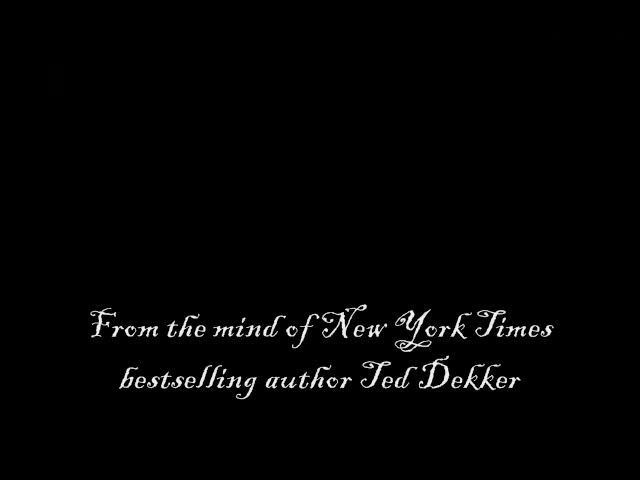 From the mind of New York Times
bestselling author Ted Dekker